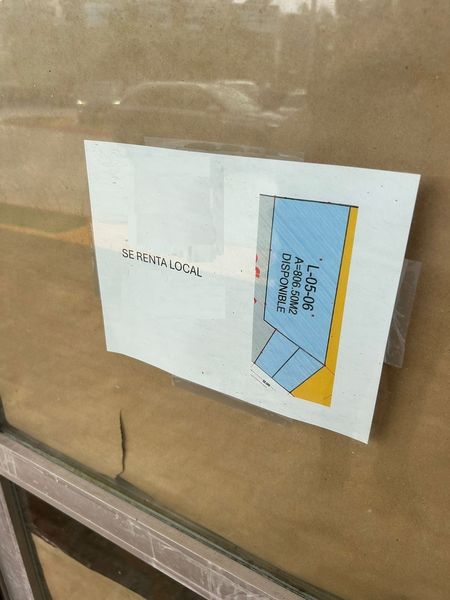 SE RENTA LOCAL
L-05-06
A=806.50M2
DISPONIBLE